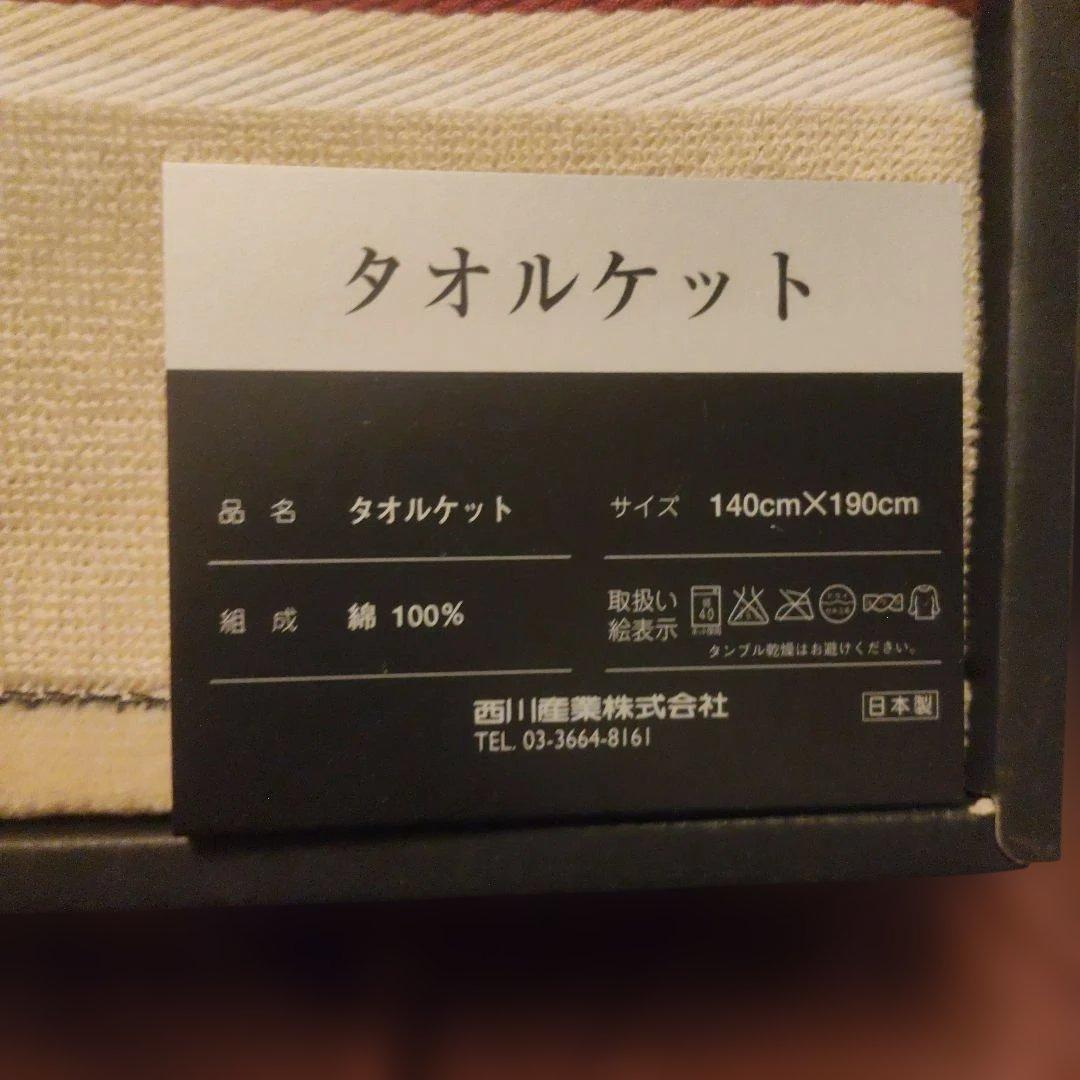 タオルケット
品名 タオルケット
サイズ 140cm×190cm
組成 綿 100%
取扱い
絵表示
40
タンブル乾燥はお避けください。
西川産業株式会社
TEL. 03-3664-8161
日本製